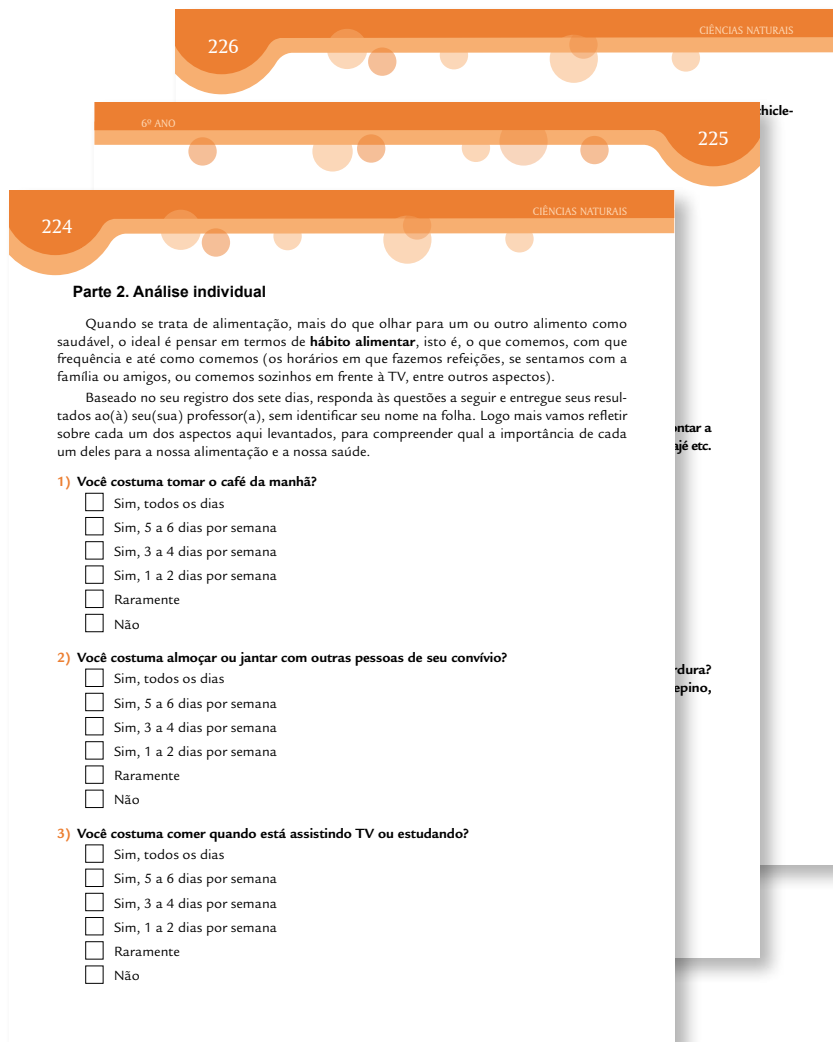 226
CIÊNCIAS NATURAIS
6º ANO
225
224
CIÊNCIAS NATURAIS
Parte 2. Análise individual
Quando se trata de alimentação, mais do que olhar para um ou outro alimento como
saudável, o ideal é pensar em termos de hábito alimentar, isto é, o que comemos, com que
frequência e até como comemos (os horários em que fazemos refeições, se sentamos com a
família ou amigos, ou comemos sozinhos em frente à TV, entre outros aspectos).
Baseado no seu registro dos sete dias, responda às questões a seguir e entregue seus resul-
tados ao(à) seu(sua) professor(a), sem identificar seu nome na folha. Logo mais vamos refletir
sobre cada um dos aspectos aqui levantados, para compreender qual a importância de cada
um deles para a nossa alimentação e a nossa saúde.
1) Você costuma tomar o café da manhã?
Sim, todos os dias
Sim, 5 a 6 dias por semana
Sim, 3 a 4 dias por semana
Sim, 1 a 2 dias por semana
Raramente
Não
2) Você costuma almoçar ou jantar com outras pessoas de seu convívio?
Sim, todos os dias
Sim, 5 a 6 dias por semana
Sim, 3 a 4 dias por semana
Sim, 1 a 2 dias por semana
Raramente
Não
3) Você costuma comer quando está assistindo TV ou estudando?
Sim, todos os dias
Sim, 5 a 6 dias por semana
Sim, 3 a 4 dias por semana
Sim, 1 a 2 dias por semana
Raramente
Não
etc.